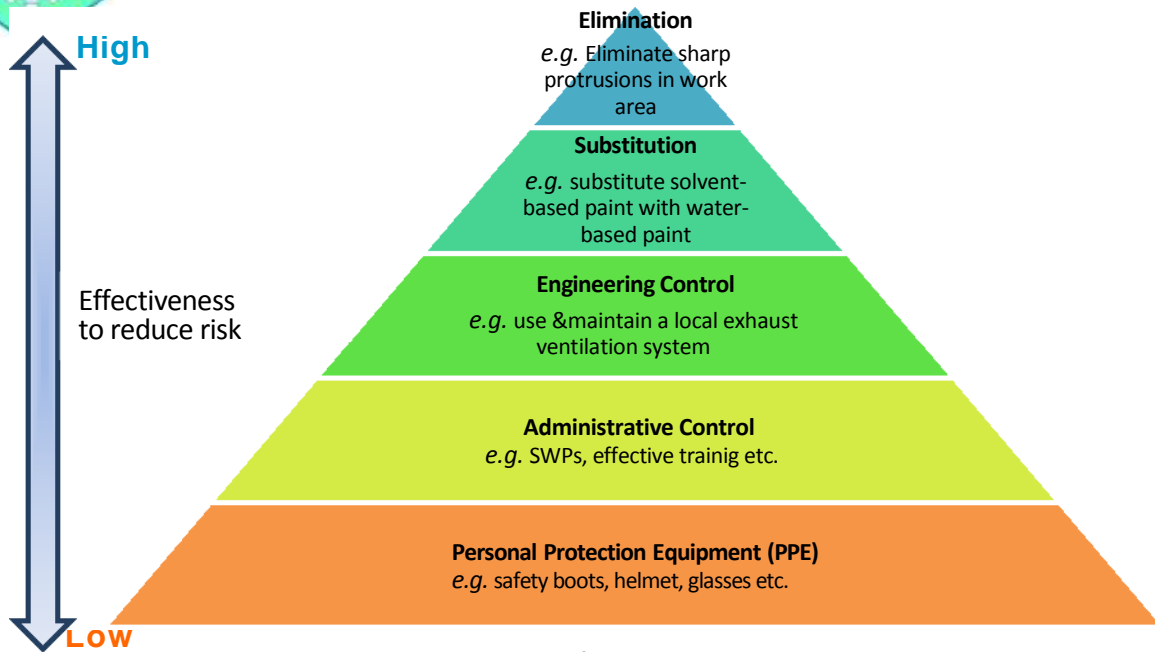 Elimination
e.g. Eliminate sharp
protrusions in work
area
High
Substitution
e.g. substitute solvent-
based paint with water-
based paint
Engineering Control
e.g. use &maintain a local exhaust
ventilation system
Effectiveness
to reduce risk
Administrative Control
e.g. SWPs, effective trainig etc.
Personal Protection Equipment (PPE)
e.g. safety boots, helmet, glasses etc.
Low